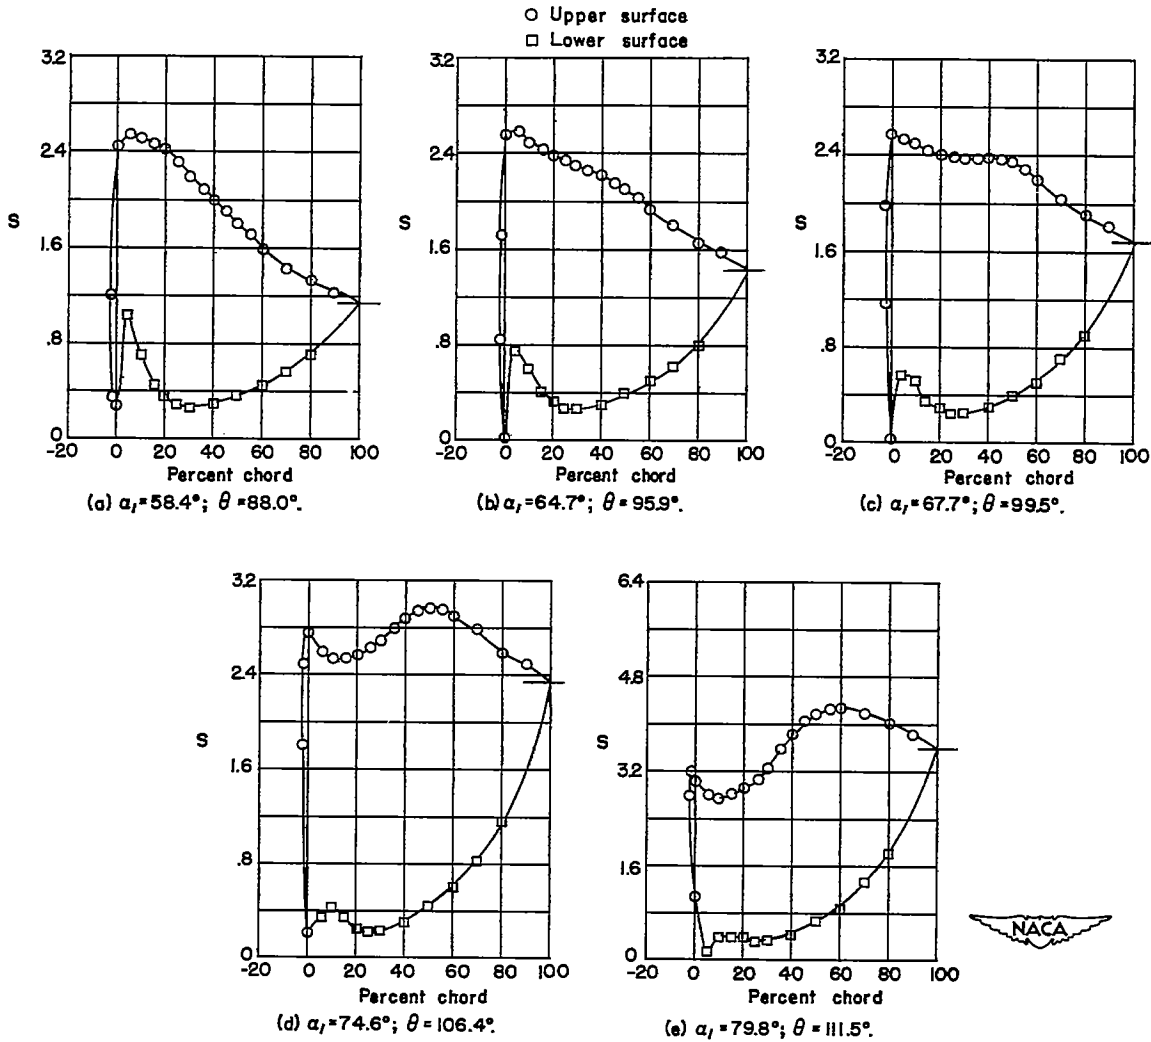 ○ Upper surface
□ Lower surface
3.2
2.4
S
1.6
.8
0
-20 0 20 40 60 80 100
Percent chord
(a) α₁=58.4°; θ=88.0°.
3.2
2.4
S
1.6
.8
0
-20 0 20 40 60 80 100
Percent chord
(b) α₁=64.7°; θ=95.9°.
3.2
2.4
S
1.6
.8
0
-20 0 20 40 60 80 100
Percent chord
(c) α₁=67.7°; θ=99.5°.
3.2
2.4
S
1.6
.8
0
-20 0 20 40 60 80 100
Percent chord
(d) α₁=74.6°; θ=106.4°.
6.4
4.8
S
3.2
1.6
0
-20 0 20 40 60 80 100
Percent chord
(e) α₁=79.8°; θ=111.5°.
NACA